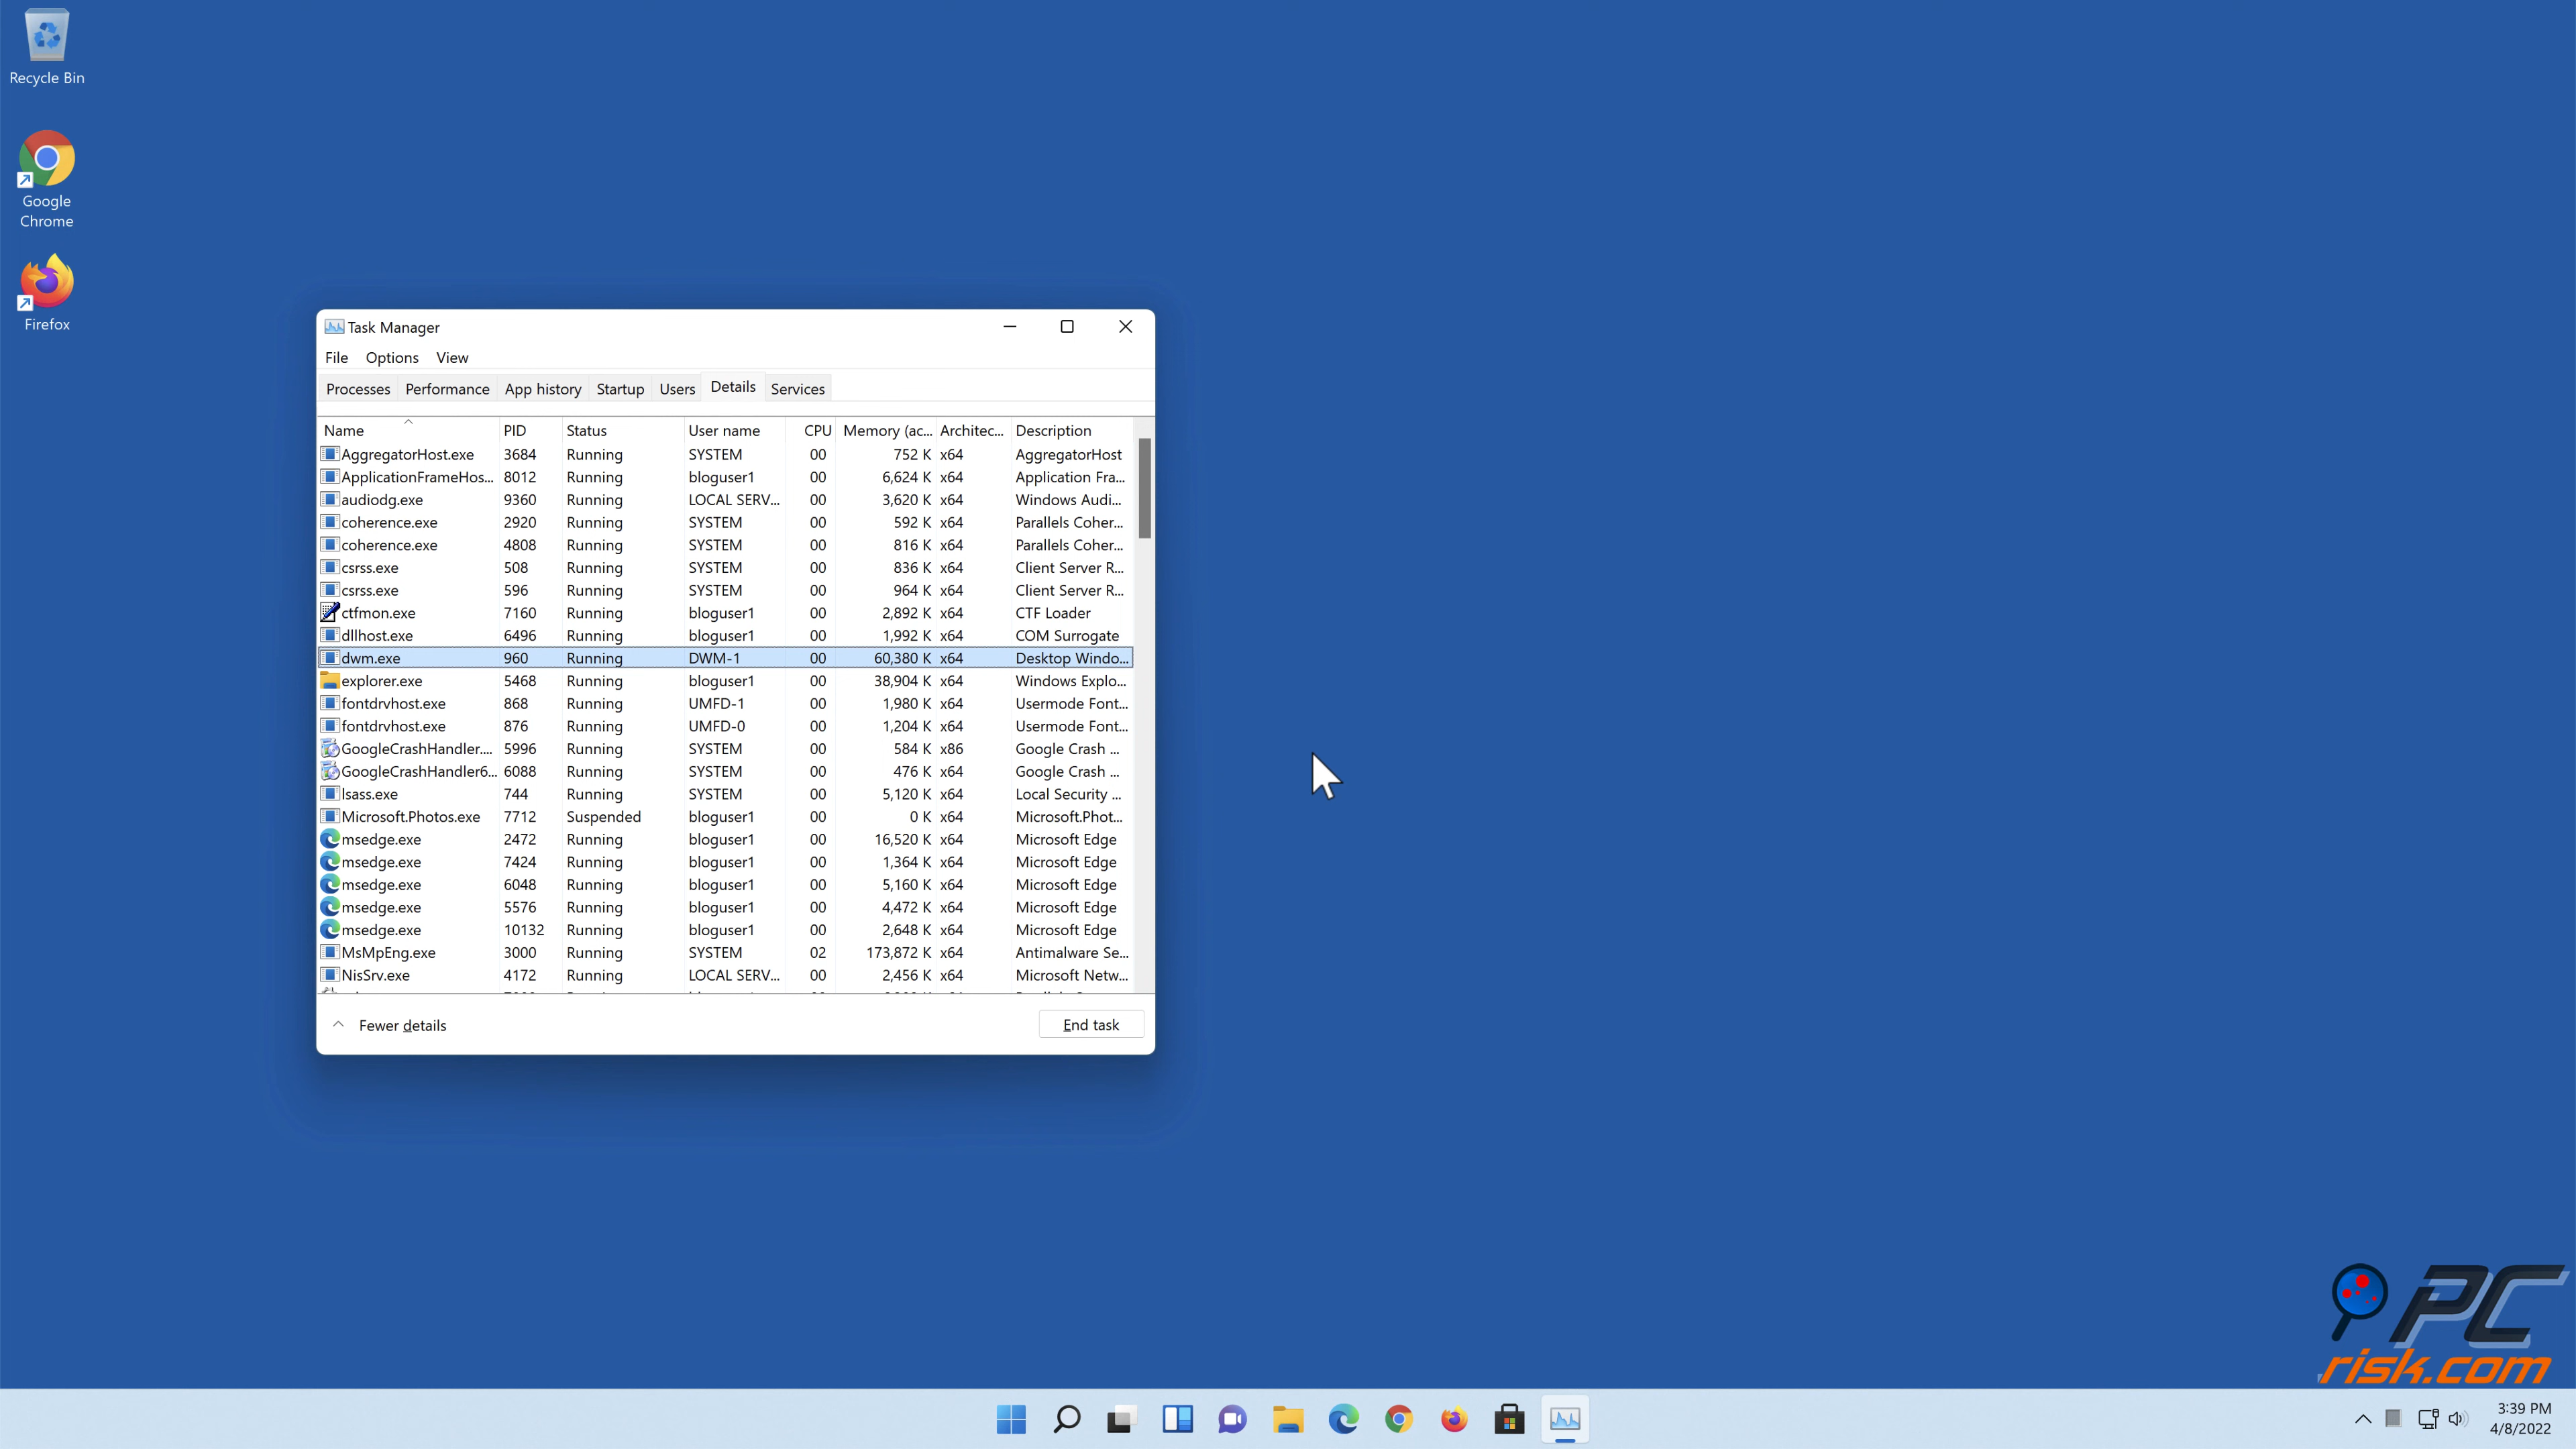 Recycle Bin
Google
Chrome
Firefox
Task Manager
File Options View
Processes Performance App history Startup Users Details Services
Name PID Status User name CPU Memory (ac... Architec... Description
AggregatorHost.exe 3684 Running SYSTEM 00 752 K x64 AggregatorHost
ApplicationFrameHos... 8012 Running bloguser1 00 6,624 K x64 Application Fra...
audiodg.exe 9360 Running LOCAL SERV... 00 3,620 K x64 Windows Audi...
coherence.exe 2920 Running SYSTEM 00 592 K x64 Parallels Coher...
coherence.exe 4808 Running SYSTEM 00 816 K x64 Parallels Coher...
csrss.exe 508 Running SYSTEM 00 836 K x64 Client Server R...
csrss.exe 596 Running SYSTEM 00 964 K x64 Client Server R...
ctfmon.exe 7160 Running bloguser1 00 2,892 K x64 CTF Loader
dllhost.exe 6496 Running bloguser1 00 1,992 K x64 COM Surrogate
dwm.exe 960 Running DWM-1 00 60,380 K x64 Desktop Windo...
explorer.exe 5468 Running bloguser1 00 38,904 K x64 Windows Explo...
fontdrvhost.exe 868 Running UMFD-1 00 1,980 K x64 Usermode Font...
fontdrvhost.exe 876 Running UMFD-0 00 1,204 K x64 Usermode Font...
GoogleCrashHandler.... 5996 Running SYSTEM 00 584 K x86 Google Crash ...
GoogleCrashHandler6... 6088 Running SYSTEM 00 476 K x64 Google Crash ...
lsass.exe 744 Running SYSTEM 00 5,120 K x64 Local Security ...
Microsoft.Photos.exe 7712 Suspended bloguser1 00 0 K x64 Microsoft.Phot...
msedge.exe 2472 Running bloguser1 00 16,520 K x64 Microsoft Edge
msedge.exe 7424 Running bloguser1 00 1,364 K x64 Microsoft Edge
msedge.exe 6048 Running bloguser1 00 5,160 K x64 Microsoft Edge
msedge.exe 5576 Running bloguser1 00 4,472 K x64 Microsoft Edge
msedge.exe 10132 Running bloguser1 00 2,648 K x64 Microsoft Edge
MsMpEng.exe 3000 Running SYSTEM 02 173,872 K x64 Antimalware Se...
NisSrv.exe 4172 Running LOCAL SERV... 00 2,456 K x64 Microsoft Netw...
Fewer details End task
PC
risk.com
3:39 PM
4/8/2022